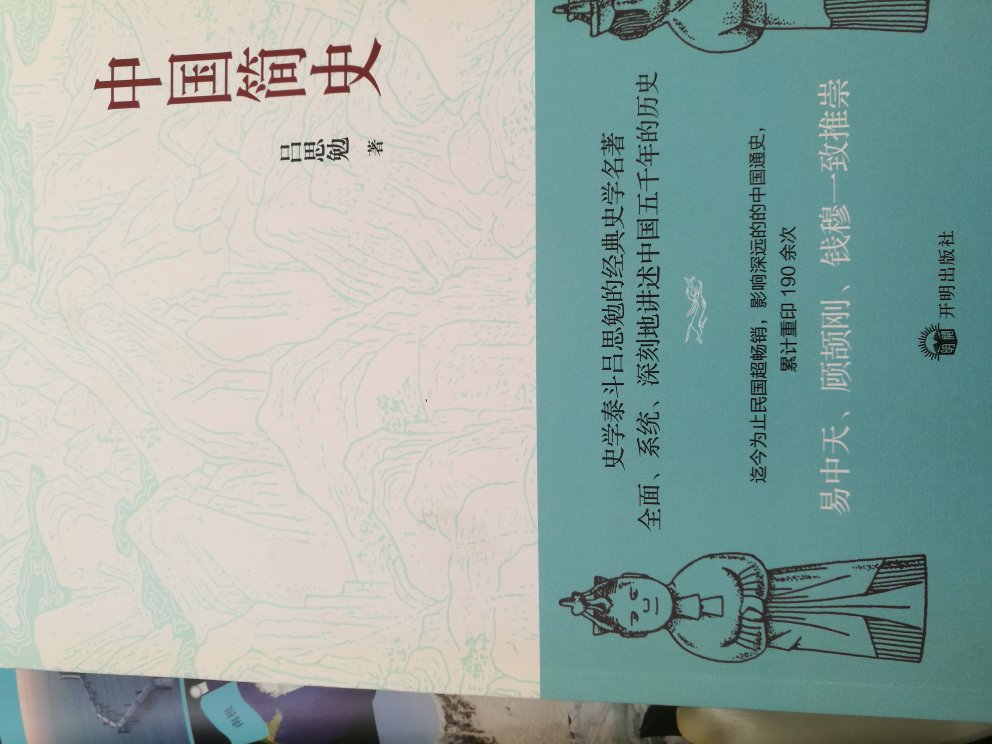 中国简史
吕思勉 著
史学泰斗吕思勉的经典史学名著
全面、系统、深刻地讲述中国五千年的历史
迄今为止民国超畅销，影响深远的的中国通史，
累计重印 190 余次
易中天、顾颉刚、钱穆一致推崇
开明出版社